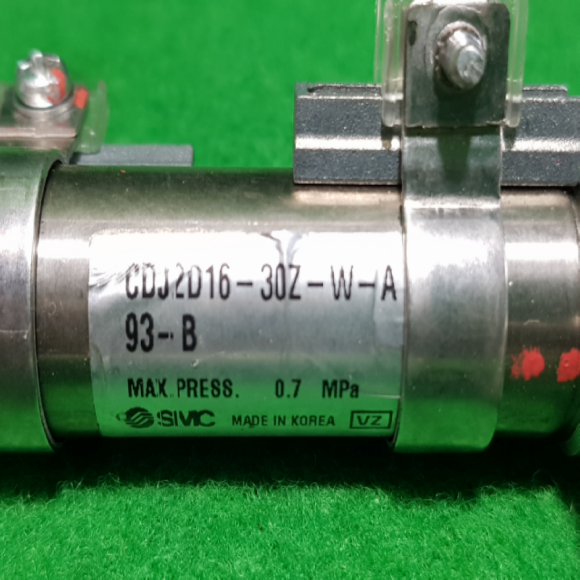 CDJ2D16-30Z-W-A
93-B
MAX.PRESS. 0.7 MPa
SMC MADE IN KOREA VZ